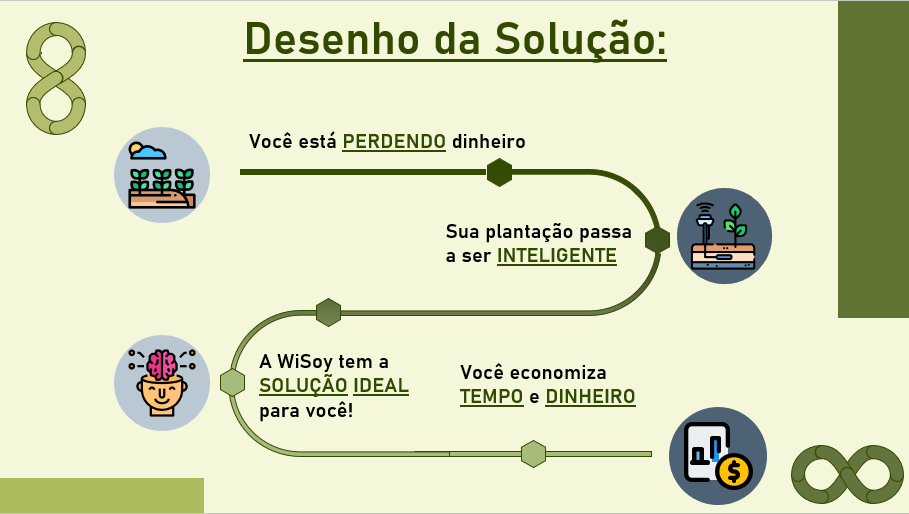 Desenho da Solução:
Você está PERDENDO dinheiro
Sua plantação passa
a ser INTELIGENTE
A WiSoy tem a
SOLUÇÃO IDEAL
para você!
Você economiza
TEMPO e DINHEIRO
$